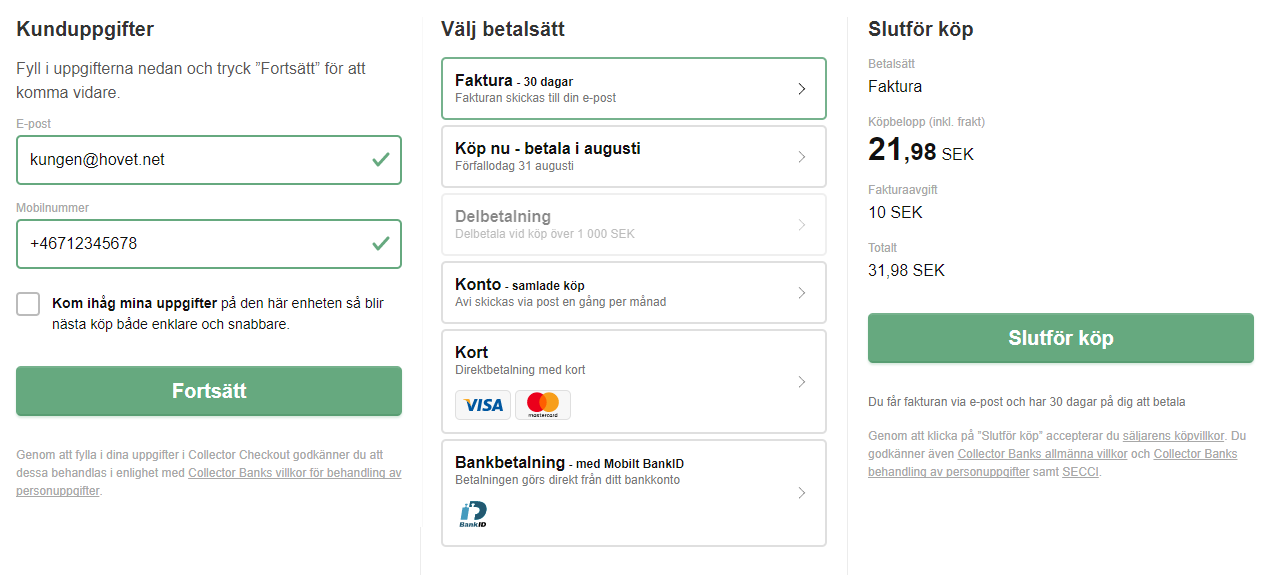 Kunduppgifter
Fyll i uppgifterna nedan och tryck ”Fortsätt” för att
komma vidare.
E-post
kungen@hovet.net
Mobilnummer
+46712345678
Kom ihåg mina uppgifter på den här enheten så blir
nästa köp både enklare och snabbare.
Fortsätt
Genom att fylla i dina uppgifter i Collector Checkout godkänner du att
dessa behandlas i enlighet med Collector Banks villkor för behandling av
personuppgifter.
Välj betalsätt
Faktura - 30 dagar
Fakturan skickas till din e-post
Köp nu - betala i augusti
Förfallodag 31 augusti
Delbetalning
Delbetala vid köp över 1 000 SEK
Konto - samlade köp
Avi skickas via post en gång per månad
Kort
Direktbetalning med kort
VISA mastercard
Bankbetalning - med Mobilt BankID
Betalningen görs direkt från ditt bankkonto
BankID
Slutför köp
Betalsätt
Faktura
Köpbelopp (inkl. frakt)
21,98 SEK
Fakturaavgift
10 SEK
Totalt
31,98 SEK
Slutför köp
Du får fakturan via e-post och har 30 dagar på dig att betala
Genom att klicka på ”Slutför köp” accepterar du säljarens köpvillkor. Du
godkänner även Collector Banks allmänna villkor och Collector Banks
behandling av personuppgifter samt SECCI.